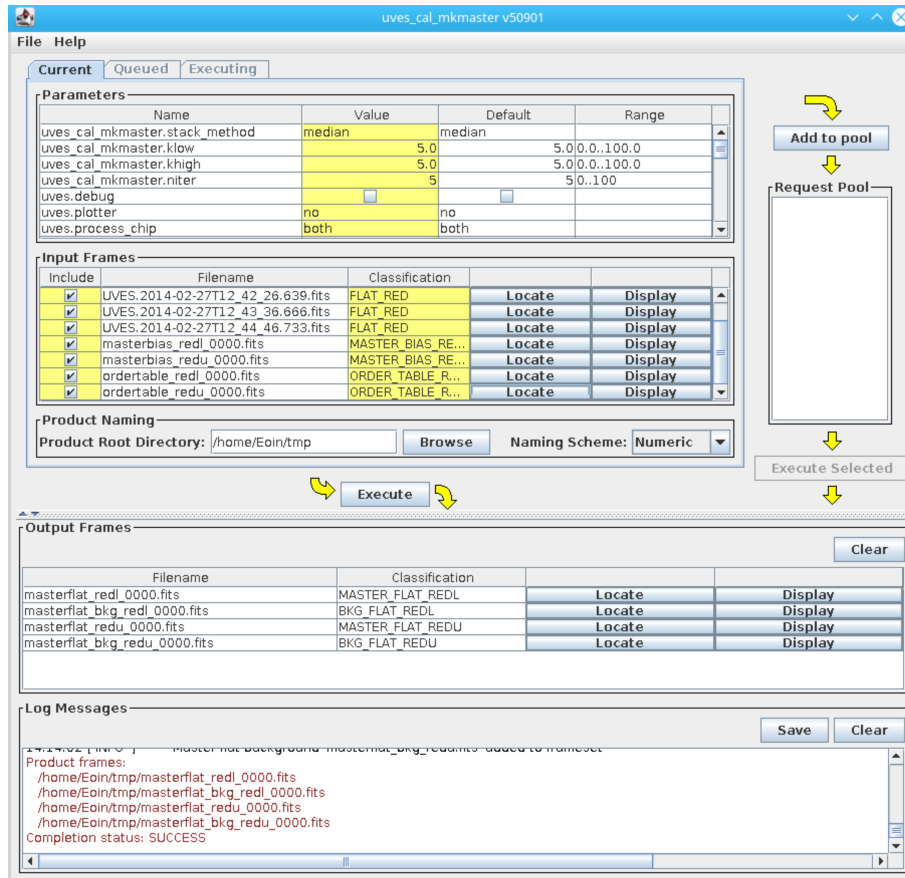 uves_cal_mkmaster v50901
File Help
Current Queued Executing
Parameters
Name Value Default Range
uves_cal_mkmaster.stack_method median median
uves_cal_mkmaster.klow 5.0 5.0 0.0..100.0
uves_cal_mkmaster.khigh 5.0 5.0 0.0..100.0
uves_cal_mkmaster.niter 5 5 0..100
uves.debug
uves.plotter no no
uves.process_chip both both
Add to pool
Request Pool
Input Frames
Include Filename Classification
UVES.2014-02-27T12_42_26.639.fits FLAT_RED Locate Display
UVES.2014-02-27T12_43_36.666.fits FLAT_RED Locate Display
UVES.2014-02-27T12_44_46.733.fits FLAT_RED Locate Display
masterbias_redl_0000.fits MASTER_BIAS_RE... Locate Display
masterbias_redu_0000.fits MASTER_BIAS_RE... Locate Display
ordertable_redl_0000.fits ORDER_TABLE_R... Locate Display
ordertable_redu_0000.fits ORDER_TABLE_R... Locate Display
Product Naming
Product Root Directory: /home/Eoin/tmp Browse Naming Scheme: Numeric
Execute Selected
Execute
Output Frames
Clear
Filename Classification
masterflat_redl_0000.fits MASTER_FLAT_REDL Locate Display
masterflat_bkg_redl_0000.fits BKG_FLAT_REDL Locate Display
masterflat_redu_0000.fits MASTER_FLAT_REDU Locate Display
masterflat_bkg_redu_0000.fits BKG_FLAT_REDU Locate Display
Log Messages
Save Clear
Master flat background 'masterflat_bkg_redu.fits' added to frameset
Product frames:
/home/Eoin/tmp/masterflat_redl_0000.fits
/home/Eoin/tmp/masterflat_bkg_redl_0000.fits
/home/Eoin/tmp/masterflat_redu_0000.fits
/home/Eoin/tmp/masterflat_bkg_redu_0000.fits
Completion status: SUCCESS